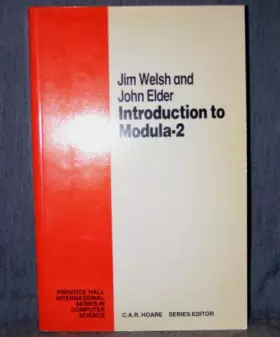 Jim Welsh and
John Elder
Introduction to
Modula-2
PRENTICE HALL
INTERNATIONAL
SERIES IN
COMPUTER
SCIENCE
C.A.R. HOARE SERIES EDITOR